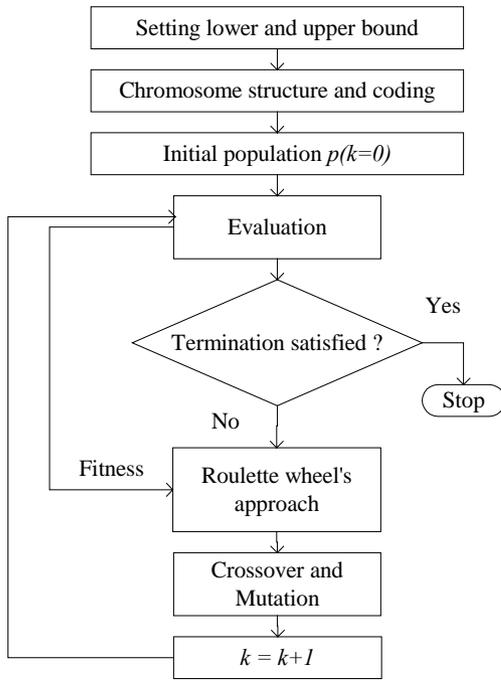 Setting lower and upper bound
Chromosome structure and coding
Initial population p(k=0)
Evaluation
Termination satisfied ?
Yes
Stop
No
Fitness
Roulette wheel's
approach
Crossover and
Mutation
k = k+1